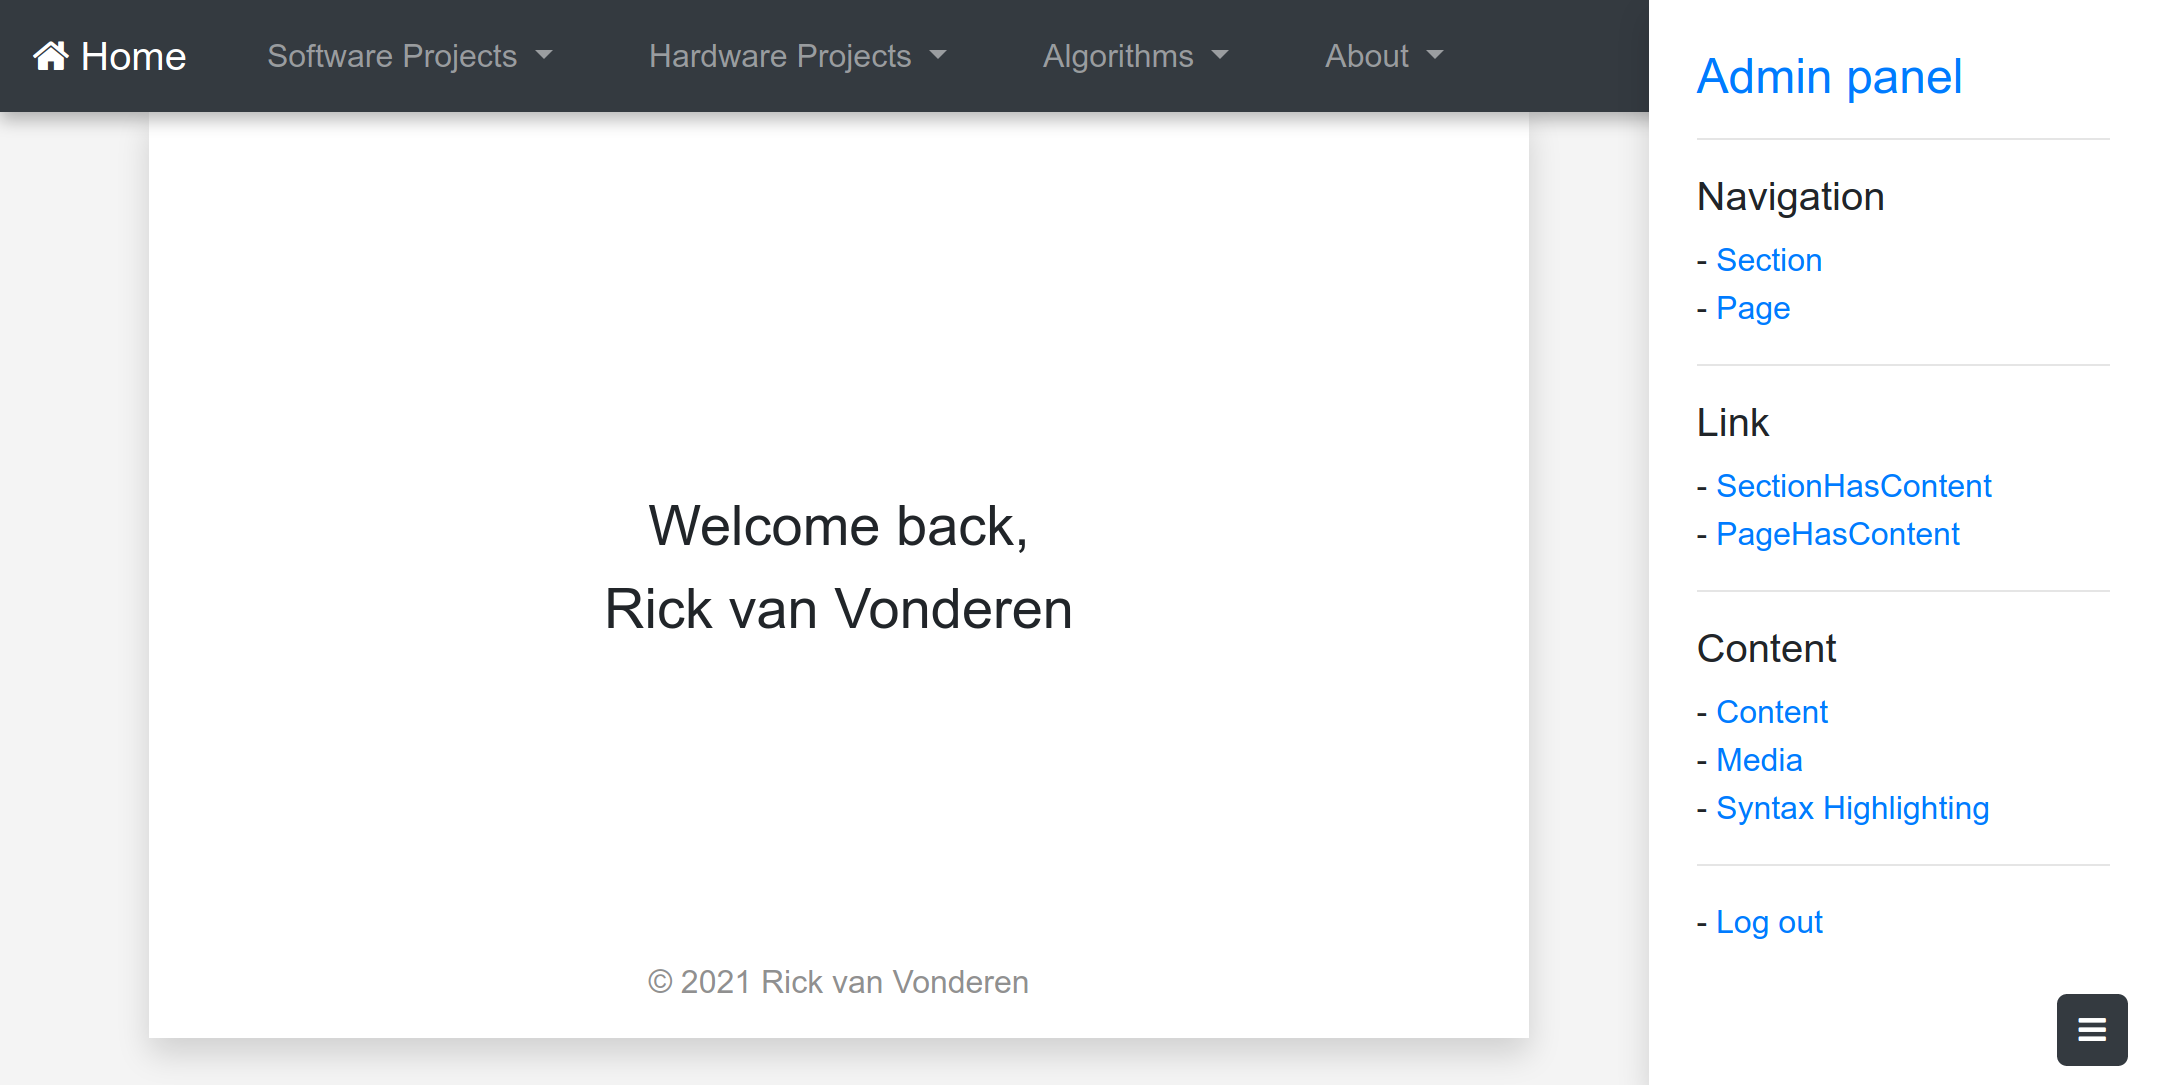 Home
Software Projects
Hardware Projects
Algorithms
About
Welcome back,
Rick van Vonderen
© 2021 Rick van Vonderen
Admin panel
Navigation
- Section
- Page
Link
- SectionHasContent
- PageHasContent
Content
- Content
- Media
- Syntax Highlighting
- Log out